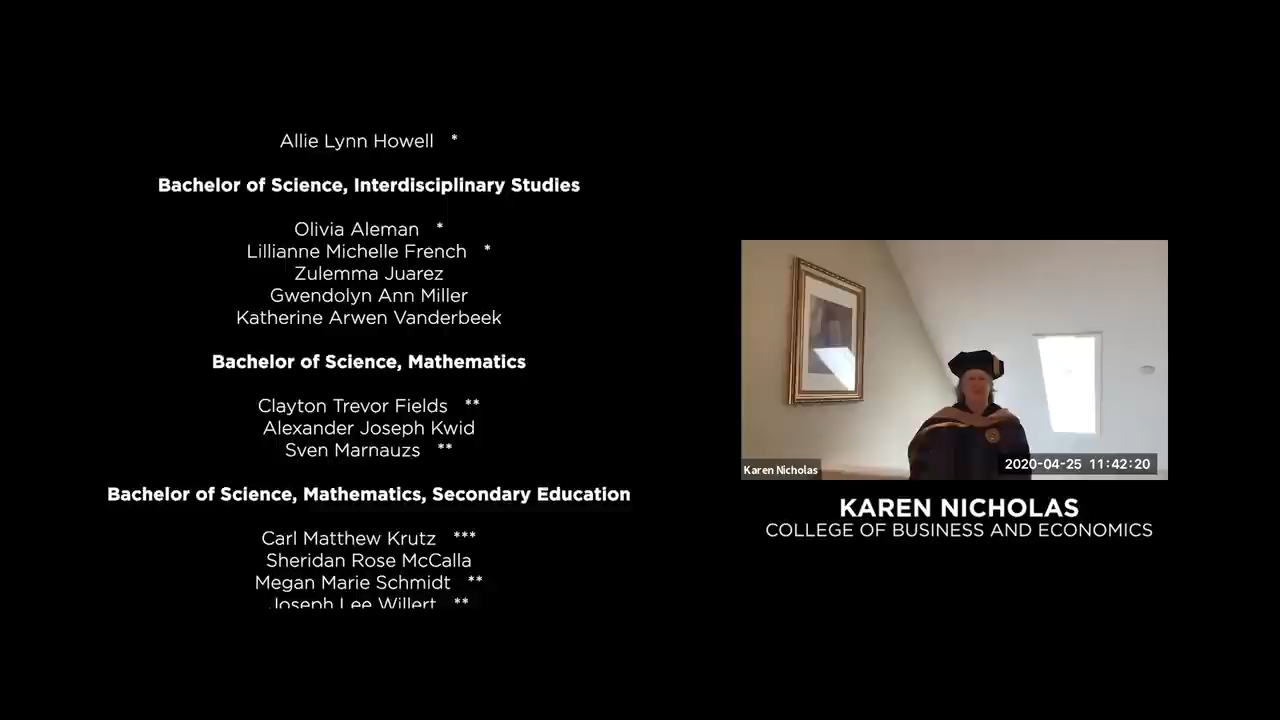 Allie Lynn Howell *
Bachelor of Science, Interdisciplinary Studies
Olivia Aleman *
Lillianne Michelle French *
Zulemma Juarez
Gwendolyn Ann Miller
Katherine Arwen Vanderbeek
Bachelor of Science, Mathematics
Clayton Trevor Fields **
Alexander Joseph Kwid
Sven Marnauzs **
Bachelor of Science, Mathematics, Secondary Education
Carl Matthew Krutz ***
Sheridan Rose McCalla
Megan Marie Schmidt **
Joseph Lee Willert **
Karen Nicholas
2020-04-25 11:42:20
KAREN NICHOLAS
COLLEGE OF BUSINESS AND ECONOMICS